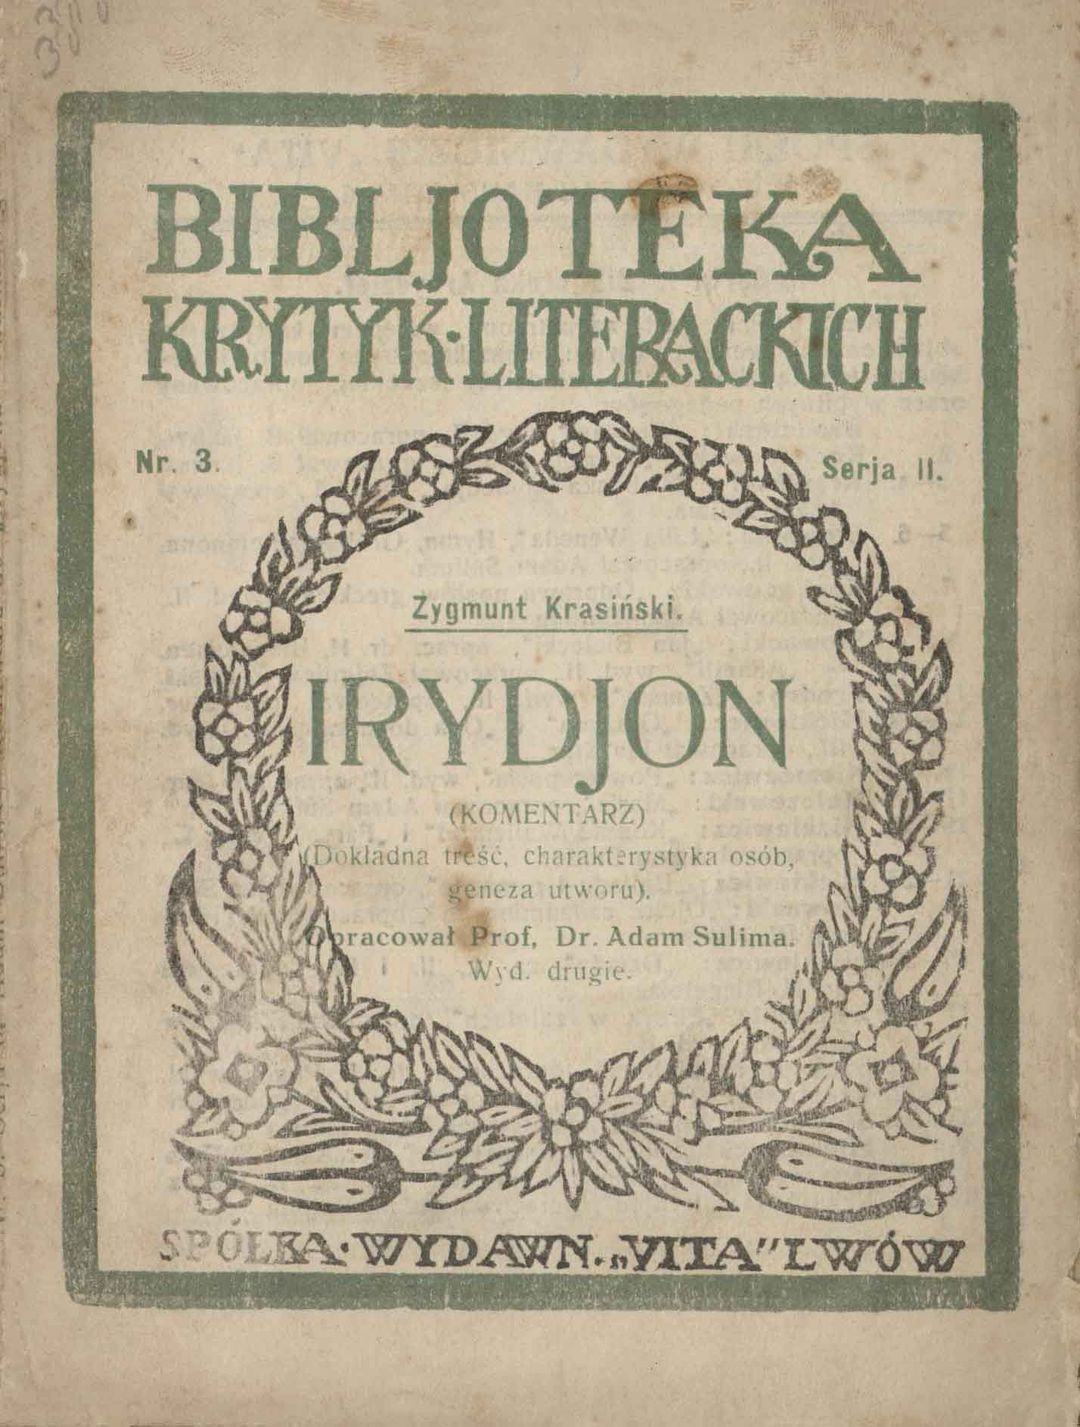 BIBLJOTEKA
KRYTYK·LITERACKICH
Nr. 3.
Serja II.
Zygmunt Krasiński.
IRYDJON
(KOMENTARZ)
(Dokładna treść, charakterystyka osób,
geneza utworu).
Opracował Prof, Dr. Adam Sulima.
Wyd. drugie.
SPÓŁKA·WYDAWN. „VITA" LWÓW